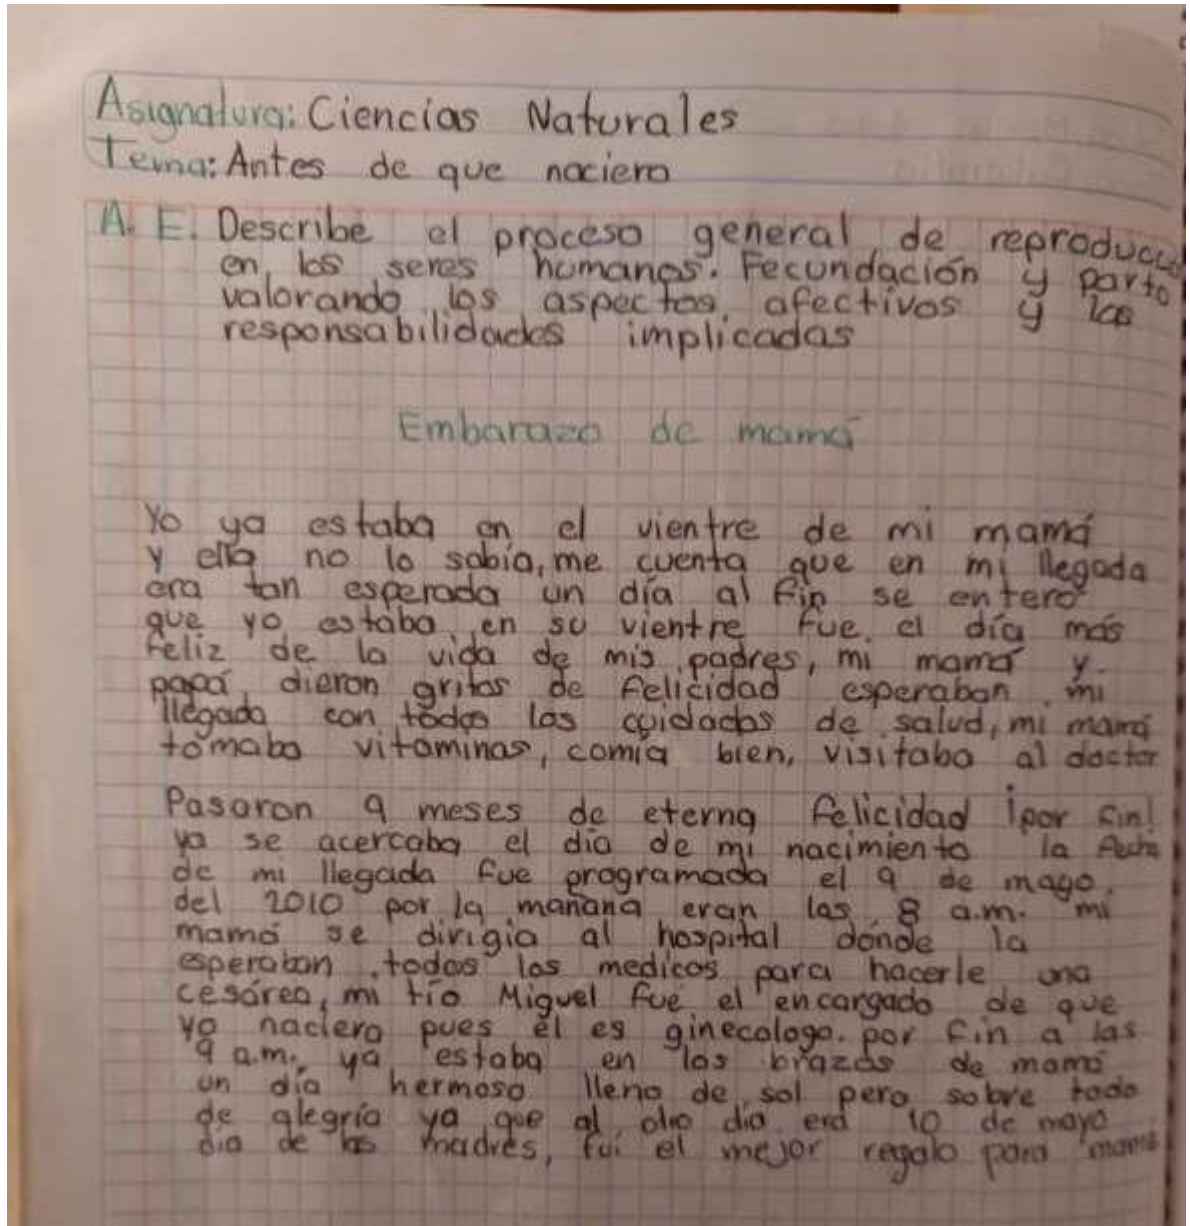 Asignatura: Ciencias Naturales
Tema: Antes de que naciera
A. E. Describe el proceso general de reproducci
en los seres humanos. Fecundación y parto
valorando los aspectos afectivos y las
responsabilidades implicadas
Embarazo de mamá
Yo ya estaba en el vientre de mi mamá
y ella no lo sabía, me cuenta que en mi llegada
era tan esperada un día al fin se entero
que yo estaba en su vientre fue el día más
feliz de la vida de mis padres, mi mamá y
papá, dieron gritos de felicidad esperaban mi
llegada con todos los cuidados de salud, mi mamá
tomaba vitaminas, comía bien, visitaba al doctor
Pasaron 9 meses de eterna felicidad ¡por fin!
ya se acercaba el día de mi nacimiento la fecha
de mi llegada fue programada el 9 de mayo
del 2010 por la mañana eran las 8 a.m. mi
mamá se dirigia al hospital donde la
esperaban todos los medicos para hacerle una
cesárea, mi tío Miguel fue el encargado de que
yo naciera pues él es ginecologo. por fin a las
9 a.m. ya estaba en los brazos de mamá
un día hermoso lleno de sol pero sobre todo
de alegría ya que al otro día era 10 de mayo
día de las madres, fui el mejor regalo para mamá